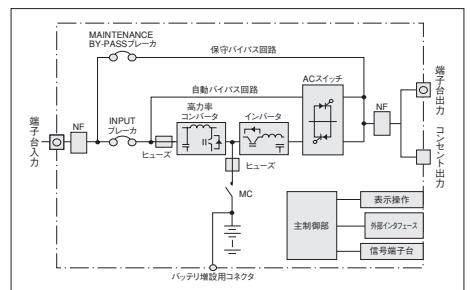 MAINTENANCE
BY-PASSブレーカ
保守バイパス回路
自動バイパス回路
ACスイッチ
端子台入力
NF
INPUT
ブレーカ
ヒューズ
高力率
コンバータ
インバータ
ヒューズ
MC
バッテリ増設用コネクタ
NF
端子台出力
コンセント出力
主制御部
表示操作
外部インタフェース
信号端子台